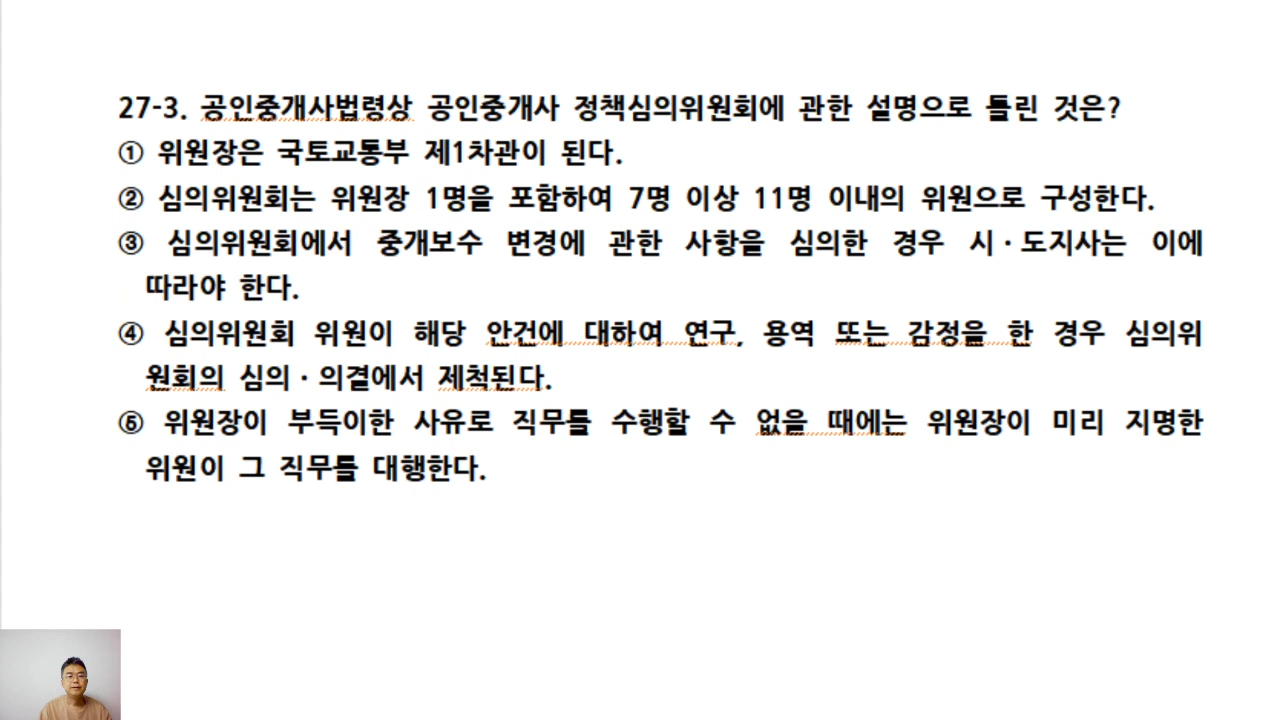 27-3. 공인중개사법령상 공인중개사 정책심의위원회에 관한 설명으로 틀린 것은?
① 위원장은 국토교통부 제1차관이 된다.
② 심의위원회는 위원장 1명을 포함하여 7명 이상 11명 이내의 위원으로 구성한다.
③ 심의위원회에서 중개보수 변경에 관한 사항을 심의한 경우 시·도지사는 이에
따라야 한다.
④ 심의위원회 위원이 해당 안건에 대하여 연구, 용역 또는 감정을 한 경우 심의위
원회의 심의·의결에서 제척된다.
⑤ 위원장이 부득이한 사유로 직무를 수행할 수 없을 때에는 위원장이 미리 지명한
위원이 그 직무를 대행한다.